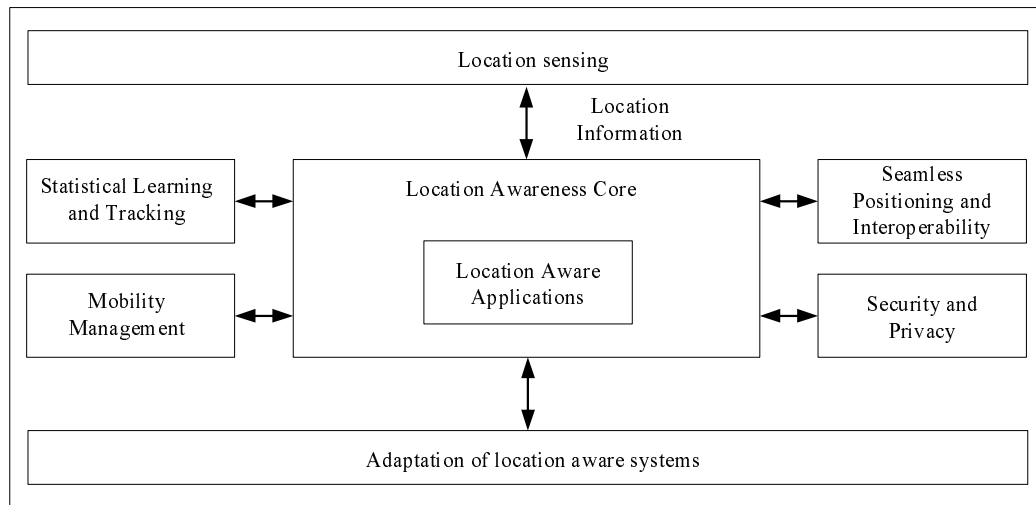 Location sensing
Location
Information
Statistical Learning
and Tracking
Location Awareness Core
Seamless
Positioning and
Interoperability
Location Aware
Applications
Mobility
Management
Security and
Privacy
Adaptation of location aware systems